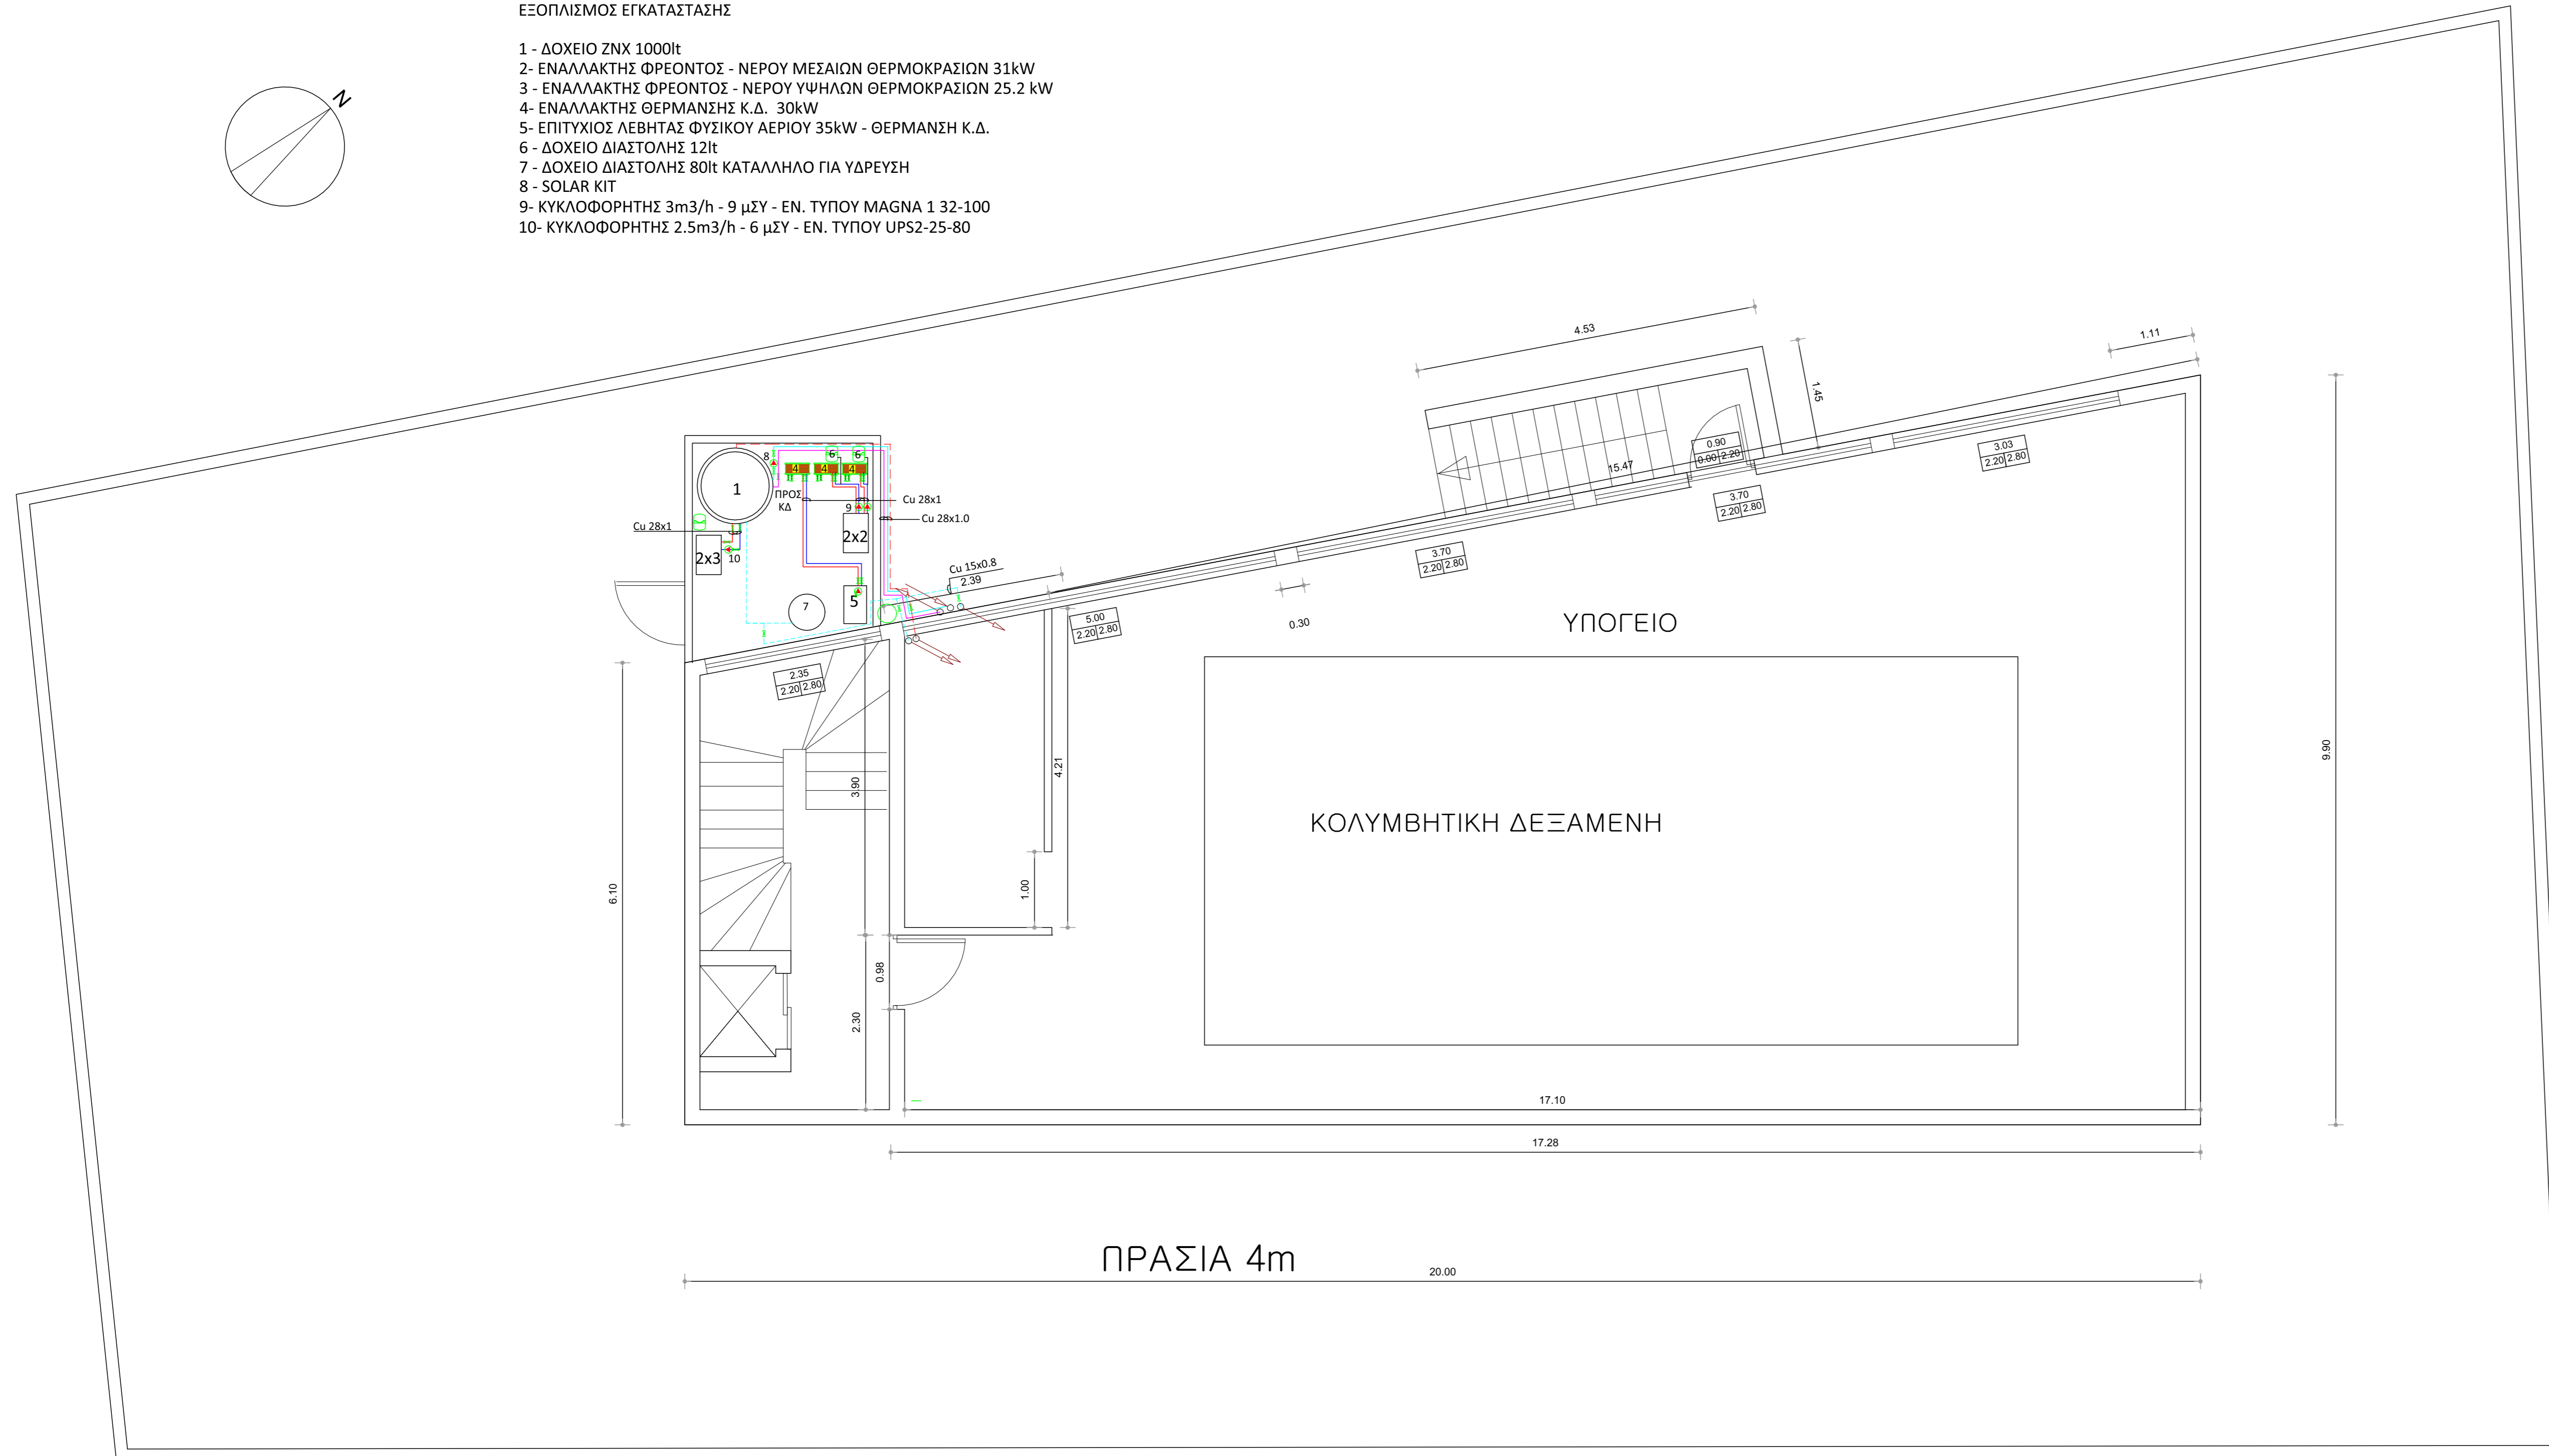 ΕΞΟΠΛΙΣΜΟΣ ΕΓΚΑΤΑΣΤΑΣΗΣ
1 - ΔΟΧΕΙΟ ΖΝΧ 1000lt
2- ΕΝΑΛΛΑΚΤΗΣ ΦΡΕΟΝΤΟΣ - ΝΕΡΟΥ ΜΕΣΑΙΩΝ ΘΕΡΜΟΚΡΑΣΙΩΝ 31kW
3 - ΕΝΑΛΛΑΚΤΗΣ ΦΡΕΟΝΤΟΣ - ΝΕΡΟΥ ΥΨΗΛΩΝ ΘΕΡΜΟΚΡΑΣΙΩΝ 25.2 kW
4- ΕΝΑΛΛΑΚΤΗΣ ΘΕΡΜΑΝΣΗΣ Κ.Δ. 30kW
5- ΕΠΙΤΥΧΙΟΣ ΛΕΒΗΤΑΣ ΦΥΣΙΚΟΥ ΑΕΡΙΟΥ 35kW - ΘΕΡΜΑΝΣΗ Κ.Δ.
6 - ΔΟΧΕΙΟ ΔΙΑΣΤΟΛΗΣ 12lt
7 - ΔΟΧΕΙΟ ΔΙΑΣΤΟΛΗΣ 80lt ΚΑΤΑΛΛΗΛΟ ΓΙΑ ΥΔΡΕΥΣΗ
8 - SOLAR KIT
9- ΚΥΚΛΟΦΟΡΗΤΗΣ 3m3/h - 9 μΣΥ - ΕΝ. ΤΥΠΟΥ MAGNA 1 32-100
10- ΚΥΚΛΟΦΟΡΗΤΗΣ 2.5m3/h - 6 μΣΥ - ΕΝ. ΤΥΠΟΥ UPS2-25-80
N
4.53
1.11
1.45
0.90
0.00 2.20
15.47
3.03
2.20 2.80
3.70
2.20 2.80
3.70
2.20 2.80
8
6
6
4
4
4
1
ΠΡΟΣ
ΚΔ
Cu 28x1
9
Cu 28x1.0
Cu 28x1
2x2
2x3
10
Cu 15x0.8
2.39
5
7
5.00
2.20 2.80
0.30
ΥΠΟΓΕΙΟ
2.35
2.20 2.80
3.90
4.21
9.90
ΚΟΛΥΜΒΗΤΙΚΗ ΔΕΞΑΜΕΝΗ
6.10
1.00
0.98
2.30
17.10
17.28
ΠΡΑΣΙΑ 4m
20.00